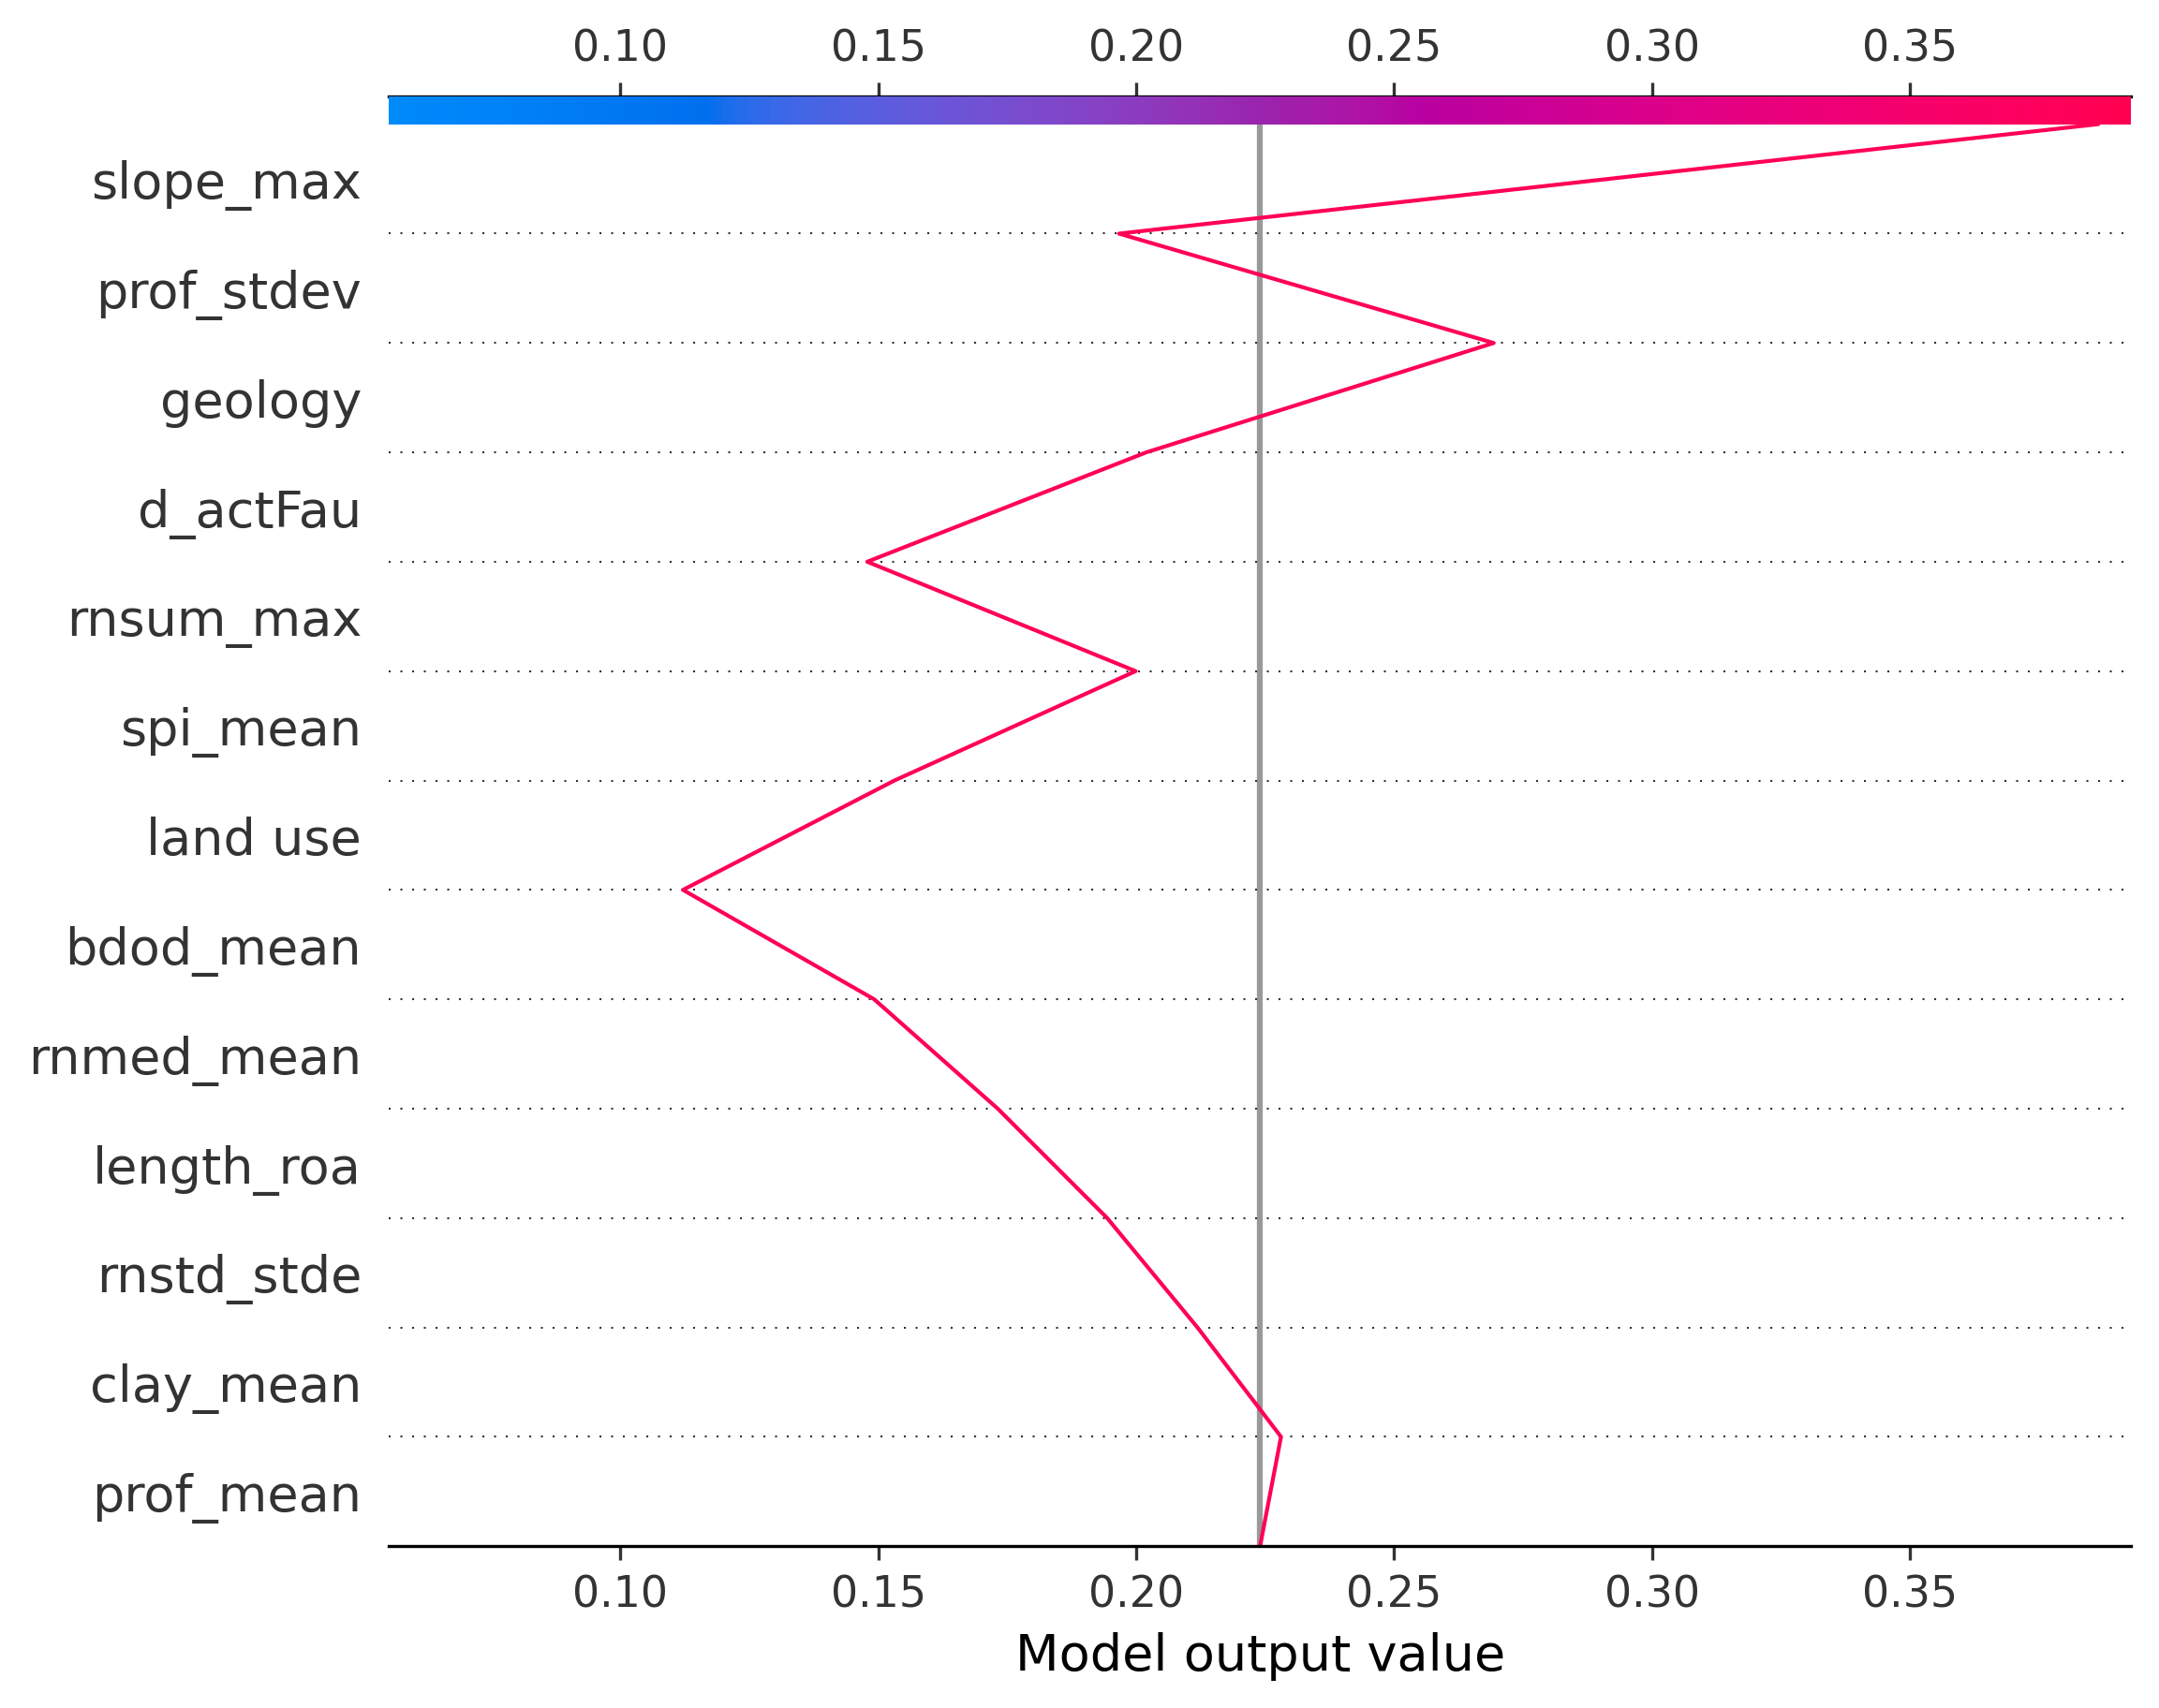 0.10 0.15 0.20 0.25 0.30 0.35
slope_max
prof_stdev
geology
d_actFau
rnsum_max
spi_mean
land use
bdod_mean
rnmed_mean
length_roa
rnstd_stde
clay_mean
prof_mean
0.10 0.15 0.20 0.25 0.30 0.35
Model output value